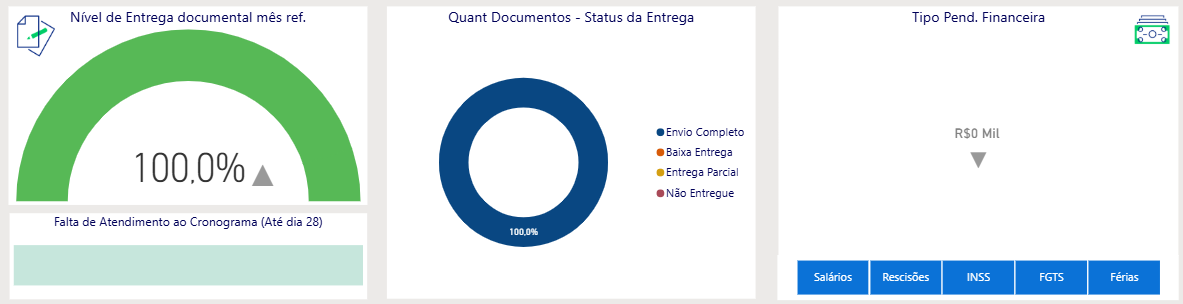 Nível de Entrega documental mês ref.
100,0%
Falta de Atendimento ao Cronograma (Até dia 28)
Quant Documentos - Status da Entrega
100,0%
Envio Completo
Baixa Entrega
Entrega Parcial
Não Entregue
Tipo Pend. Financeira
R$0 Mil
Salários
Rescisões
INSS
FGTS
Férias